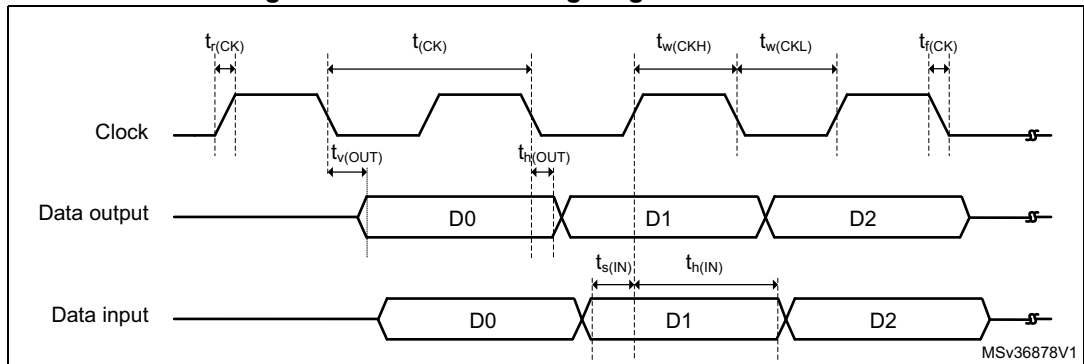 t_r(CK) t_(CK) t_w(CKH) t_w(CKL) t_f(CK)
Clock
t_v(OUT) t_h(OUT)
Data output D0 D1 D2
t_s(IN) t_h(IN)
Data input D0 D1 D2
MSv36878V1